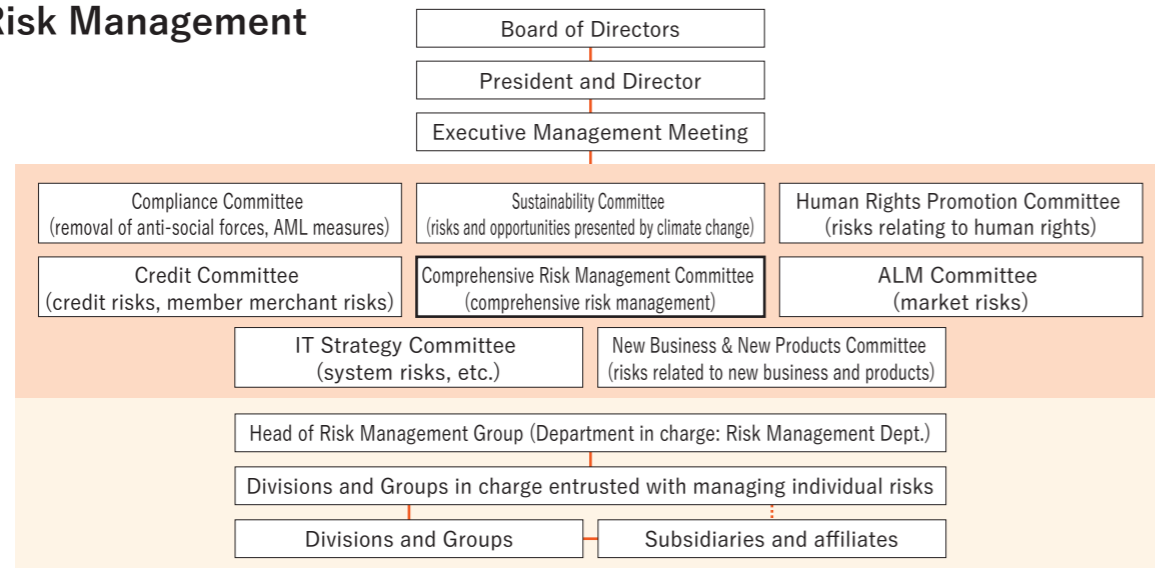 Risk Management
Board of Directors
President and Director
Executive Management Meeting
Compliance Committee
(removal of anti-social forces, AML measures)
Sustainability Committee
(risks and opportunities presented by climate change)
Human Rights Promotion Committee
(risks relating to human rights)
Credit Committee
(credit risks, member merchant risks)
Comprehensive Risk Management Committee
(comprehensive risk management)
ALM Committee
(market risks)
IT Strategy Committee
(system risks, etc.)
New Business & New Products Committee
(risks related to new business and products)
Head of Risk Management Group (Department in charge: Risk Management Dept.)
Divisions and Groups in charge entrusted with managing individual risks
Divisions and Groups
Subsidiaries and affiliates